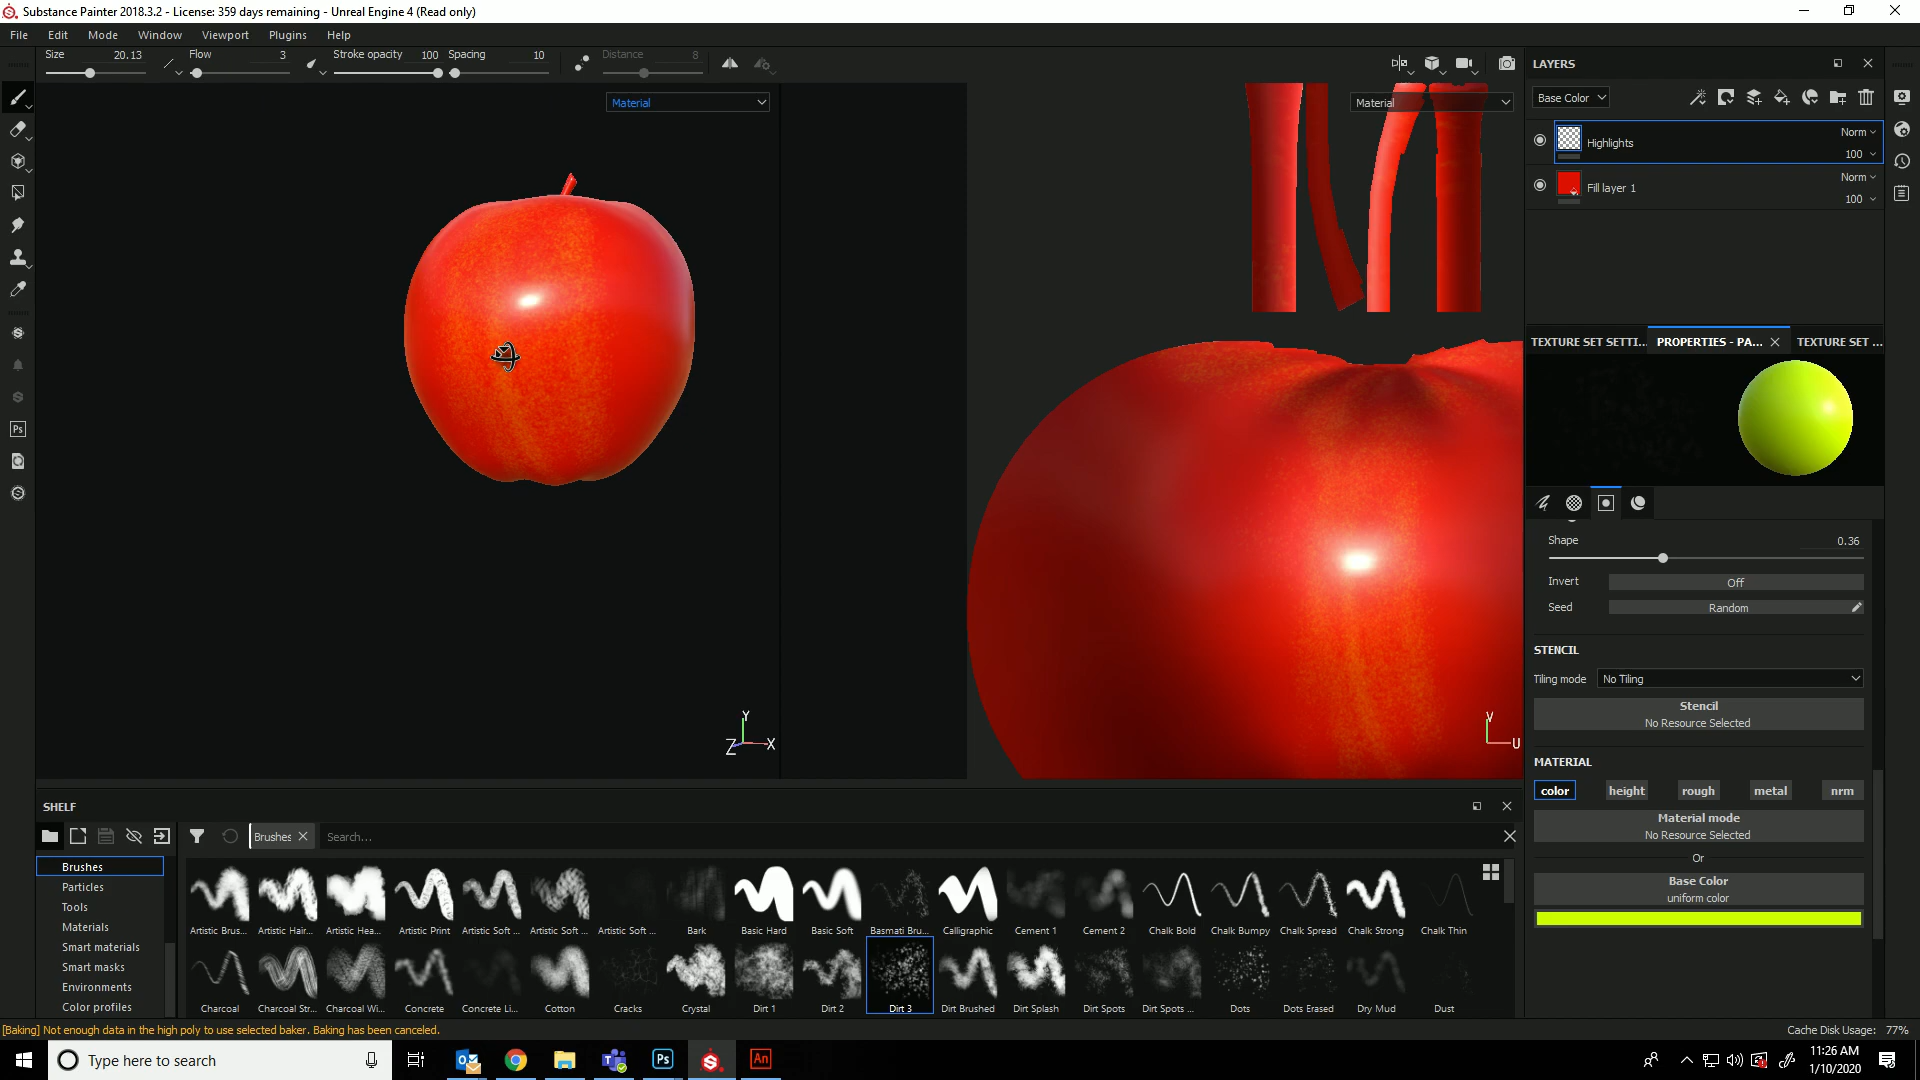 Substance Painter 2018.3.2 - License: 359 days remaining - Unreal Engine 4 (Read only)
File Edit Mode Window Viewport Plugins Help
Size 20.13 Flow 3 Stroke opacity 100 Spacing 10 Distance 8
Material
Material
LAYERS
Base Color
Highlights Norm 100
Fill layer 1 Norm 100
TEXTURE SET SETTI... PROPERTIES - PA... TEXTURE SET ...
Shape 0.36
Invert Off
Seed Random
STENCIL
Tiling mode No Tiling
Stencil
No Resource Selected
MATERIAL
color height rough metal nrm
Material mode
No Resource Selected
Or
Base Color
uniform color
Y
Z X
V
U
SHELF
Brushes Search...
Brushes
Particles
Tools
Materials
Smart materials
Smart masks
Environments
Color profiles
Artistic Brus... Artistic Hair... Artistic Hea... Artistic Print Artistic Soft ... Artistic Soft ... Artistic Soft ... Bark Basic Hard Basic Soft Basmati Bru... Calligraphic Cement 1 Cement 2 Chalk Bold Chalk Bumpy Chalk Spread Chalk Strong Chalk Thin
Charcoal Charcoal Str... Charcoal Wi... Concrete Concrete Li... Cotton Cracks Crystal Dirt 1 Dirt 2 Dirt 3 Dirt Brushed Dirt Splash Dirt Spots Dirt Spots ... Dots Dots Erased Dry Mud Dust
[Baking] Not enough data in the high poly to use selected baker. Baking has been canceled.
Cache Disk Usage: 77%
Type here to search
Ps
Ps
An
11:26 AM
1/10/2020